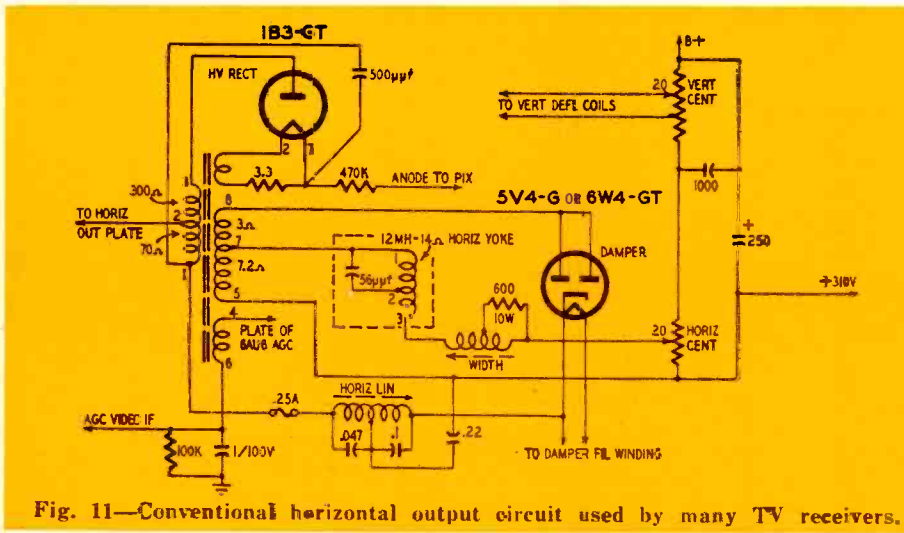 1B3-GT
HV RECT
500µµf
B+
20
VERT
CENT
TO VERT DEFL COILS
2
7
3.3
470K
ANODE TO PIX
1000
5V4-G OR 6W4-GT
300Ω
TO HORIZ
OUT PLATE
2
70Ω
1
8
3Ω
7
7.2Ω
5
12MH-14Ω HORIZ YOKE
56µµf
1
2
3
DAMPER
600
10W
+
250
+310V
4
PLATE OF
6AU6 AGC
6
WIDTH
20
HORIZ
CENT
HORIZ LIN
.25A
.047
.1
.22
AGC VIDEO IF
100K
1/100V
TO DAMPER FIL WINDING
Fig. 11—Conventional horizontal output circuit used by many TV receivers.